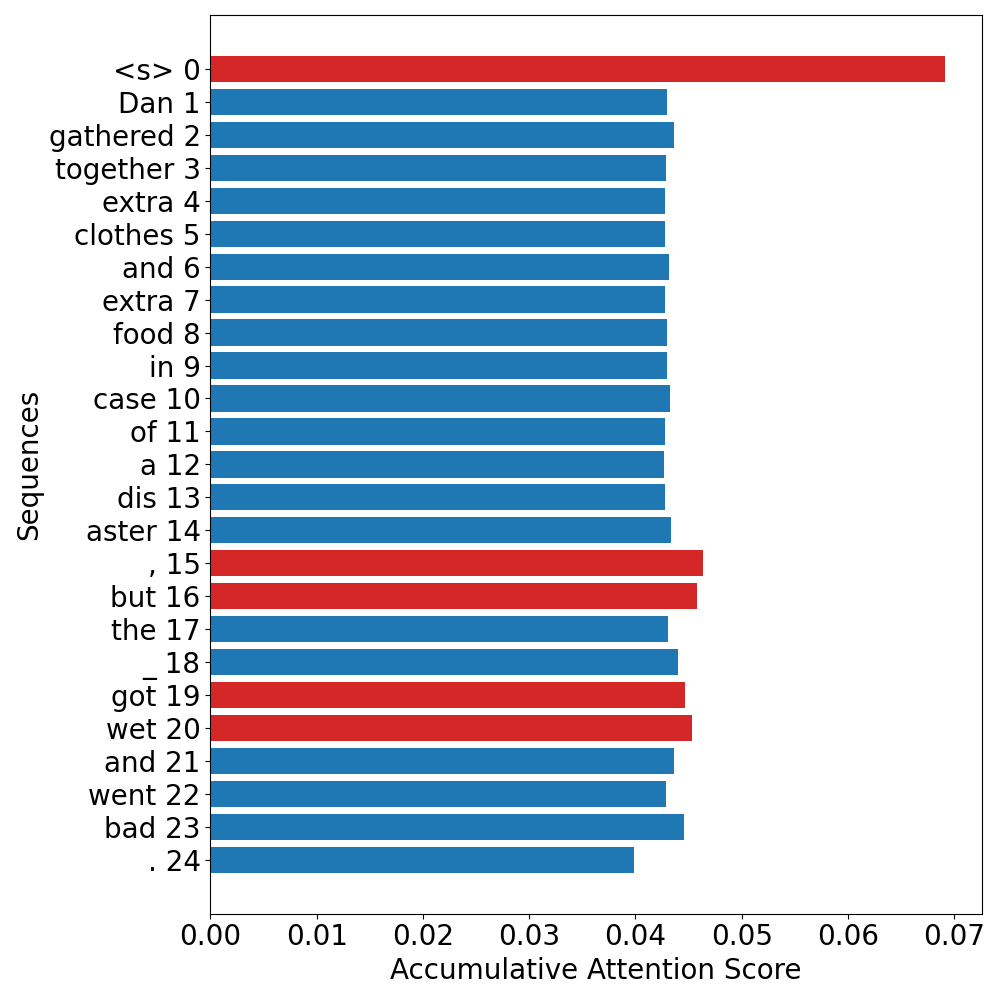 <s> 0
Dan 1
gathered 2
together 3
extra 4
clothes 5
and 6
extra 7
food 8
in 9
case 10
of 11
a 12
dis 13
aster 14
, 15
but 16
the 17
_ 18
got 19
wet 20
and 21
went 22
bad 23
. 24
Sequences
0.00 0.01 0.02 0.03 0.04 0.05 0.06 0.07
Accumulative Attention Score